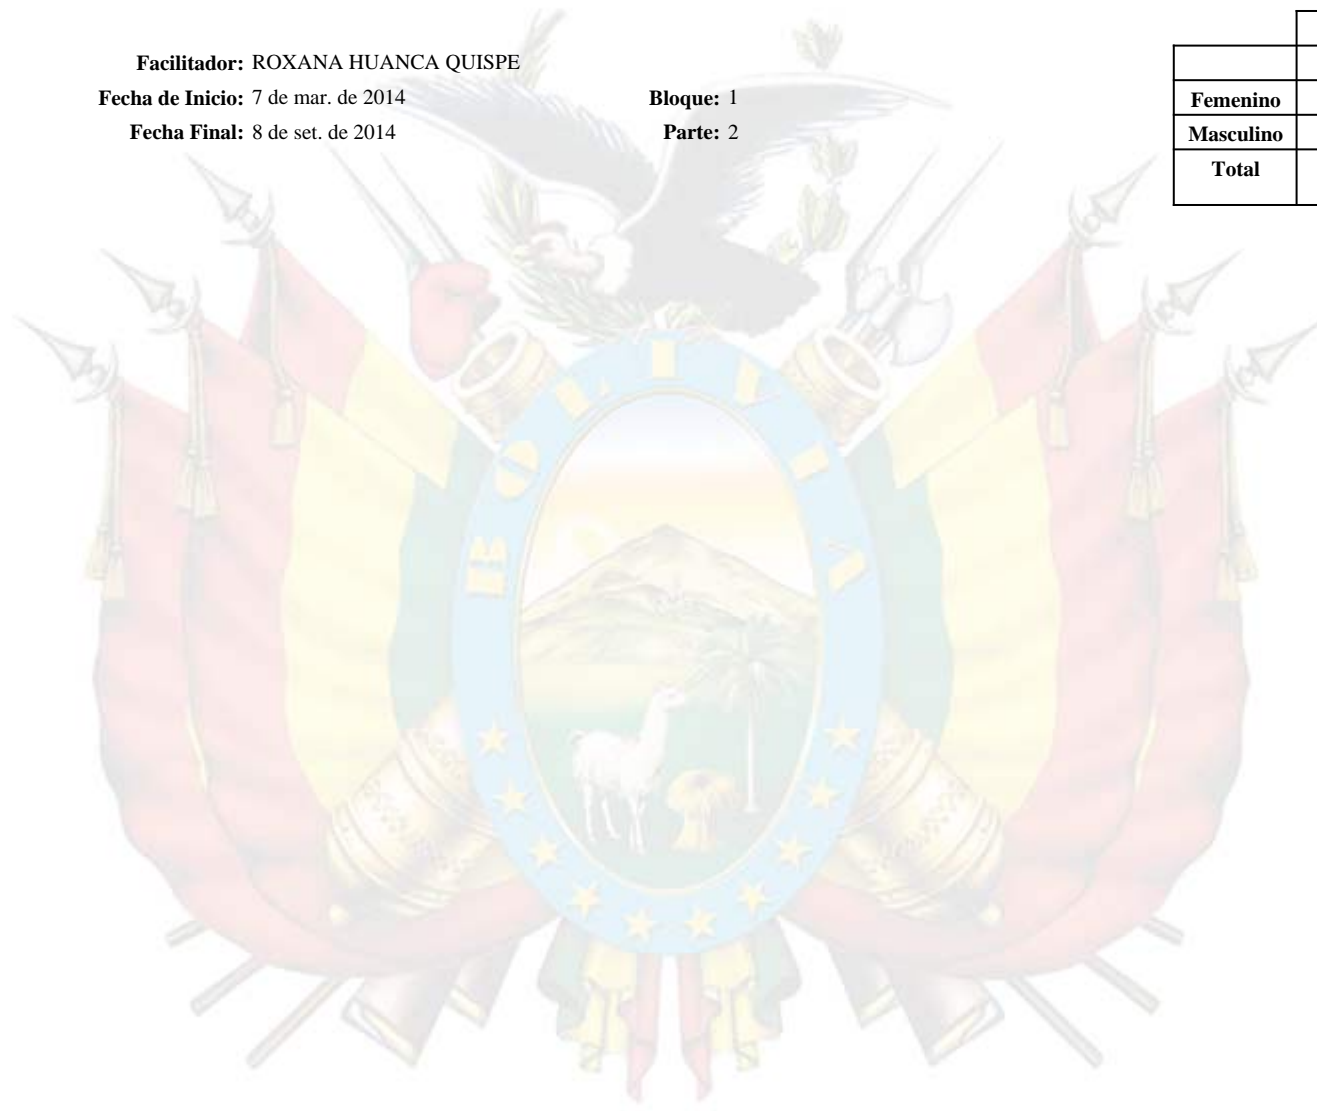 Facilitador: ROXANA HUANCA QUISPE
Fecha de Inicio: 7 de mar. de 2014 Bloque: 1
Fecha Final: 8 de set. de 2014 Parte: 2
Femenino
Masculino
Total
BOLIVIA